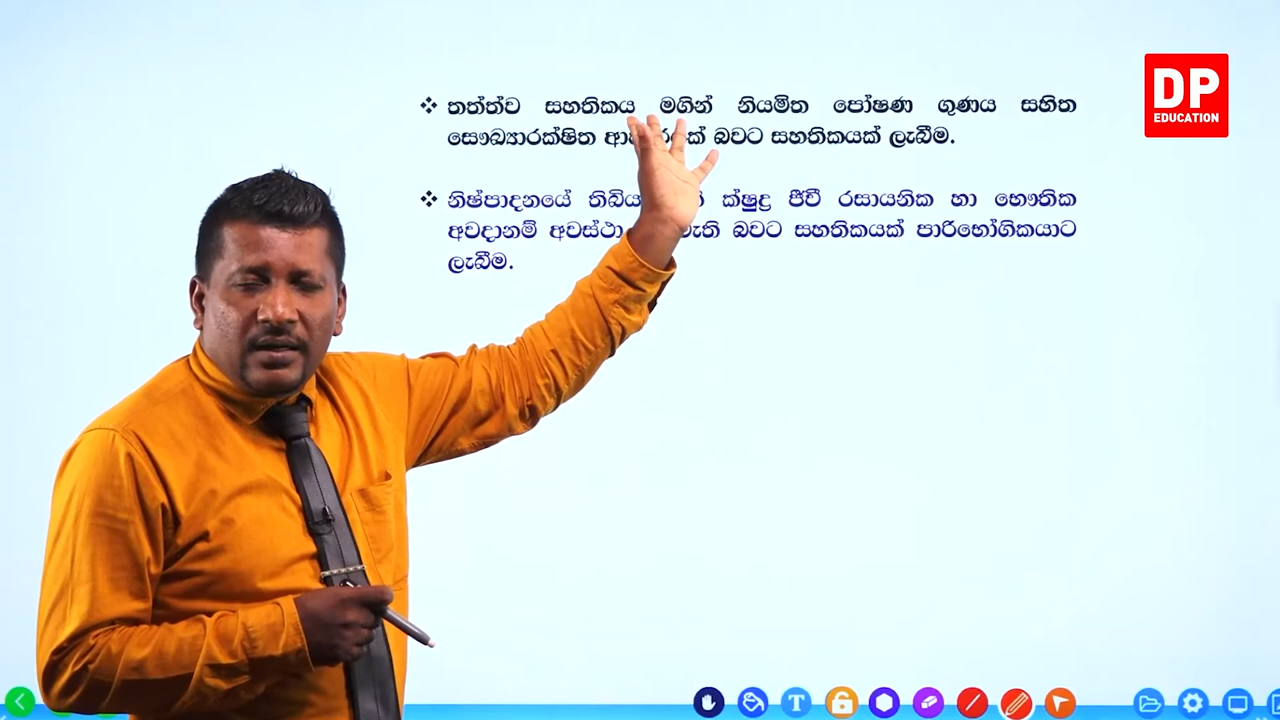 ❖ තත්ත්ව සහතිකය මගින් නියමිත පෝෂණ ගුණය සහිත
සෞඛ්‍යාරක්ෂිත බවට සහතිකයක් ලැබීම.
❖ නිෂ්පාදනයේ ක්ෂුද්‍ර ජීවී රසායනික හා භෞතික
අවදානම් අවස්ථා බවට සහතිකයක් පාරිභෝගිකයාට
ලැබීම.
DP
EDUCATION
T